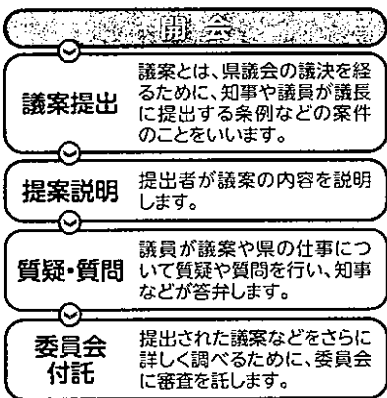 開会
議案提出
議案とは、県議会の議決を経
るために、知事や議員が議長
に提出する条例などの案件
のことをいいます。
提案説明
提出者が議案の内容を説明
します。
質疑・質問
議員が議案や県の仕事につ
いて質疑や質問を行い、知事
などが答弁します。
委員会
付託
提出された議案などをさらに
詳しく調べるために、委員会
に審査を託します。